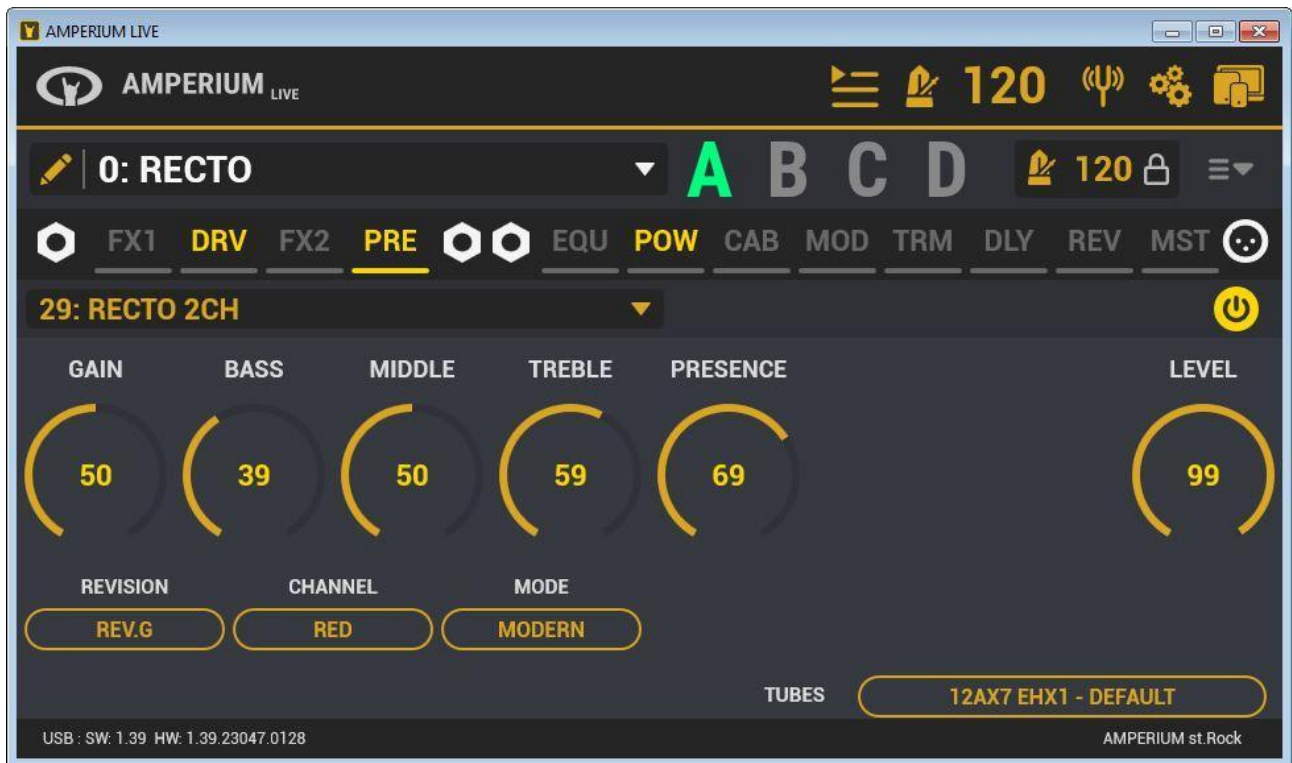 AMPERIUM LIVE
AMPERIUM LIVE 120
0: RECTO A B C D 120
FX1 DRV FX2 PRE EQU POW CAB MOD TRM DLY REV MST
29: RECTO 2CH
GAIN BASS MIDDLE TREBLE PRESENCE LEVEL
50 39 50 59 69 99
REVISION CHANNEL MODE
REV.G RED MODERN
TUBES 12AX7 EHX1 - DEFAULT
USB : SW: 1.39 HW: 1.39.23047.0128 AMPERIUM st.Rock